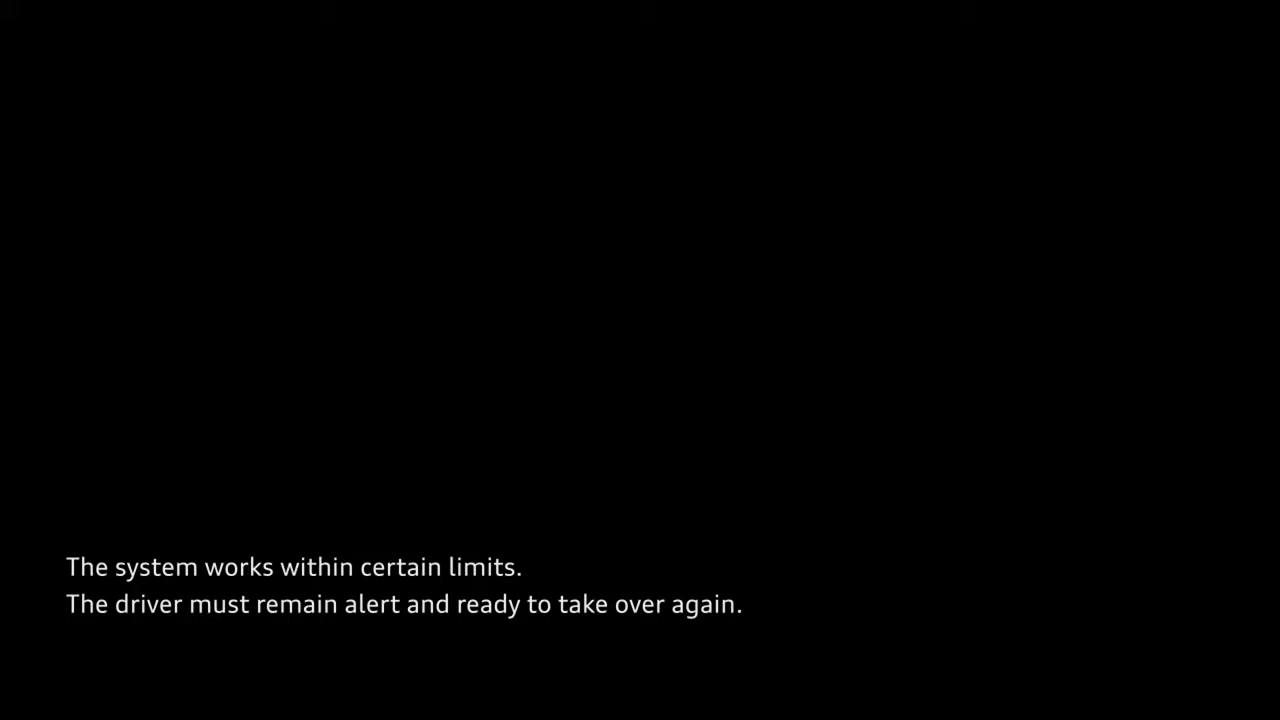 The system works within certain limits.
The driver must remain alert and ready to take over again.